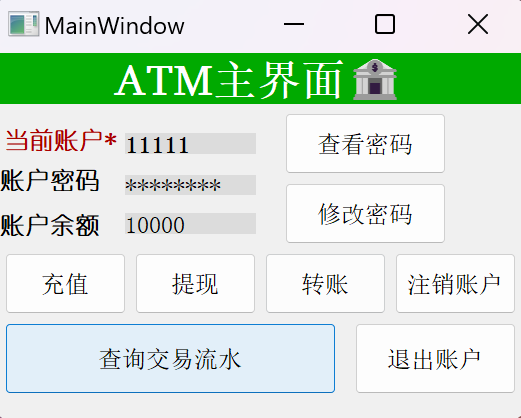 MainWindow
ATM主界面
当前账户* 11111
查看密码
账户密码 ********
修改密码
账户余额 10000
充值 提现 转账 注销账户
查询交易流水 退出账户